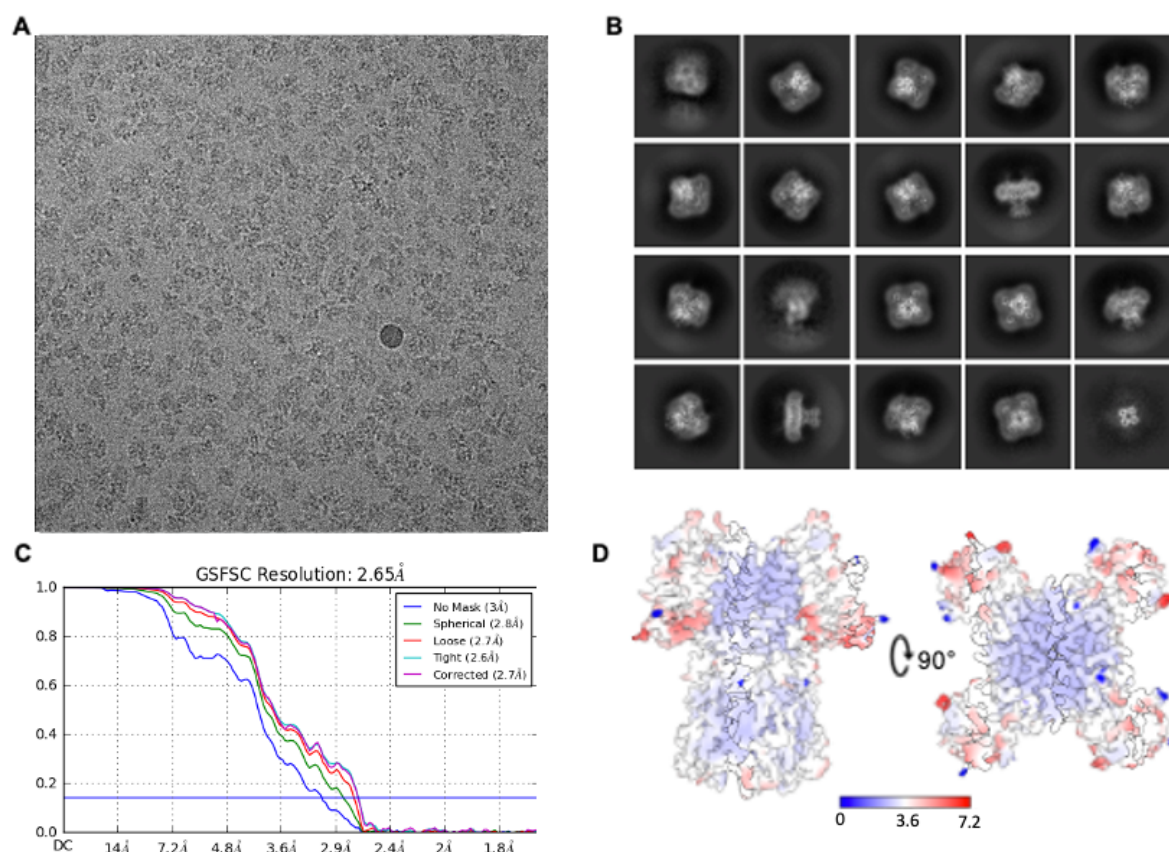 A
B
C
GSFSC Resolution: 2.65Å
1.0
0.8
0.6
0.4
0.2
0.0
No Mask (3Å)
Spherical (2.8Å)
Loose (2.7Å)
Tight (2.6Å)
Corrected (2.7Å)
DC
14Å
7.2Å
4.8Å
3.6Å
2.9Å
2.4Å
2Å
1.8Å
D
90°
0
3.6
7.2